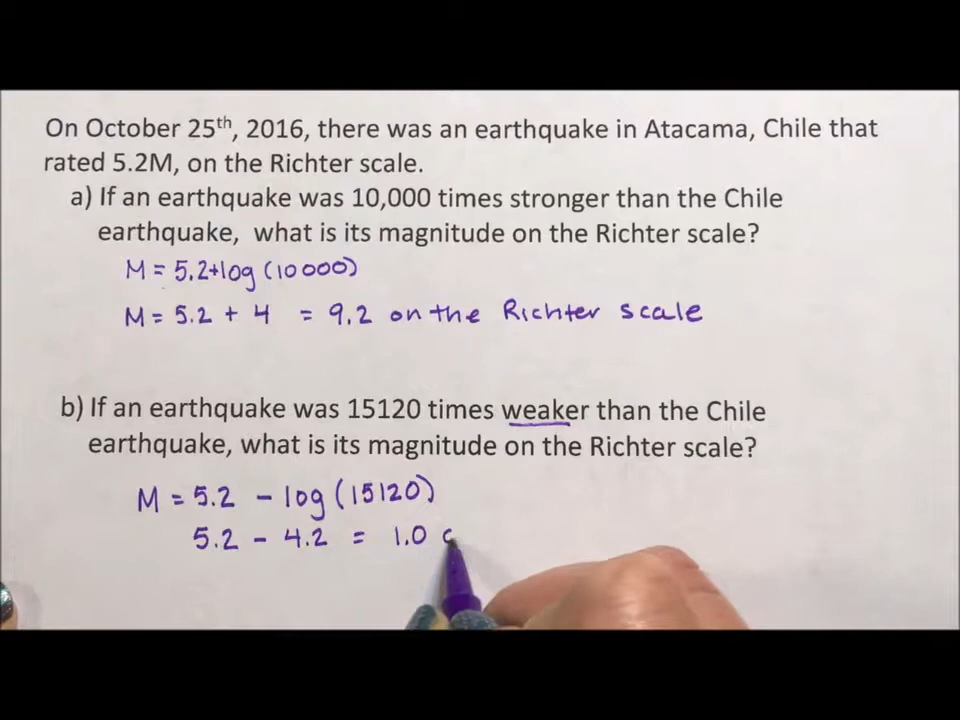 On October 25th, 2016, there was an earthquake in Atacama, Chile that
rated 5.2M, on the Richter scale.
a) If an earthquake was 10,000 times stronger than the Chile
earthquake, what is its magnitude on the Richter scale?
M = 5.2+log (10000)
M = 5.2 + 4 = 9.2 on the Richter scale
b) If an earthquake was 15120 times weaker than the Chile
earthquake, what is its magnitude on the Richter scale?
M = 5.2 - log (15120)
5.2 - 4.2 = 1.0